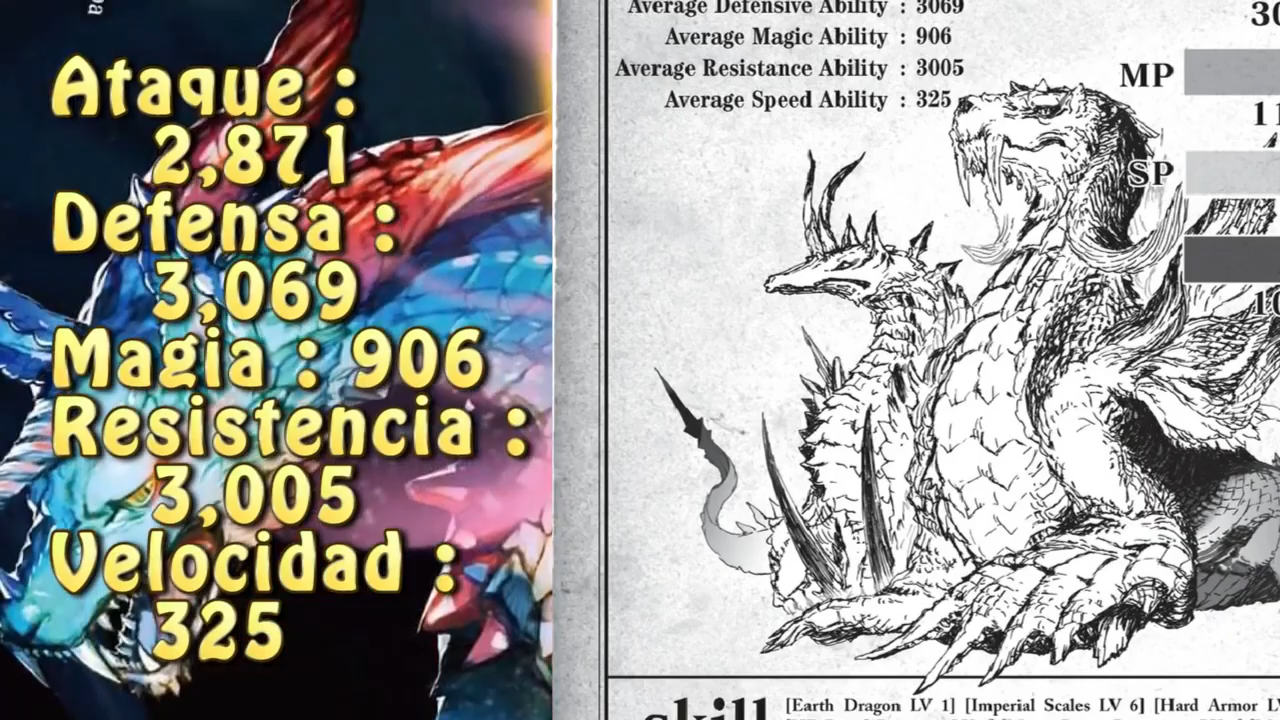 Ataque :
2,871
Defensa :
3,069
Magia : 906
Resistencia :
3,005
Velocidad :
325
Average Defensive Ability : 3069
Average Magic Ability : 906
Average Resistance Ability : 3005
Average Speed Ability : 325
MP
SP
skill
[Earth Dragon LV 1] [Imperial Scales LV 6] [Hard Armor